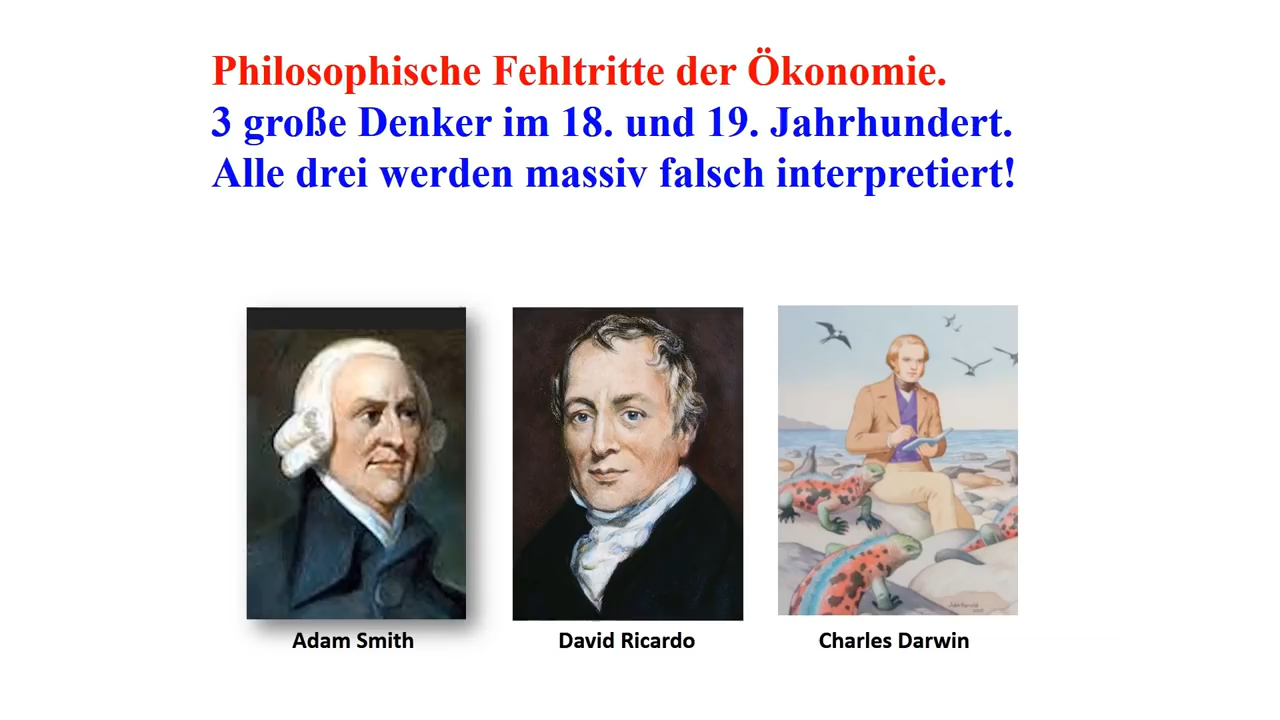 Philosophische Fehltritte der Ökonomie.
3 große Denker im 18. und 19. Jahrhundert.
Alle drei werden massiv falsch interpretiert!
Adam Smith
David Ricardo
Charles Darwin